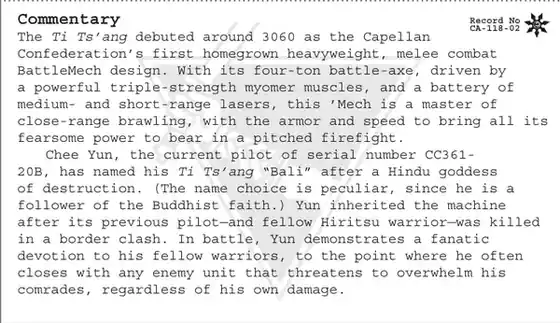 Commentary
Record No
CA-118-02
The Ti Ts’ang debuted around 3060 as the Capellan
Confederation’s first homegrown heavyweight, melee combat
BattleMech design. With its four-ton battle-axe, driven by
a powerful triple-strength myomer muscles, and a battery of
medium- and short-range lasers, this ’Mech is a master of
close-range brawling, with the armor and speed to bring all its
fearsome power to bear in a pitched firefight.
Chee Yun, the current pilot of serial number CC361-
20B, has named his Ti Ts’ang “Bali” after a Hindu goddess
of destruction. (The name choice is peculiar, since he is a
follower of the Buddhist faith.) Yun inherited the machine
after its previous pilot—and fellow Hiritsu warrior—was killed
in a border clash. In battle, Yun demonstrates a fanatic
devotion to his fellow warriors, to the point where he often
closes with any enemy unit that threatens to overwhelm his
comrades, regardless of his own damage.